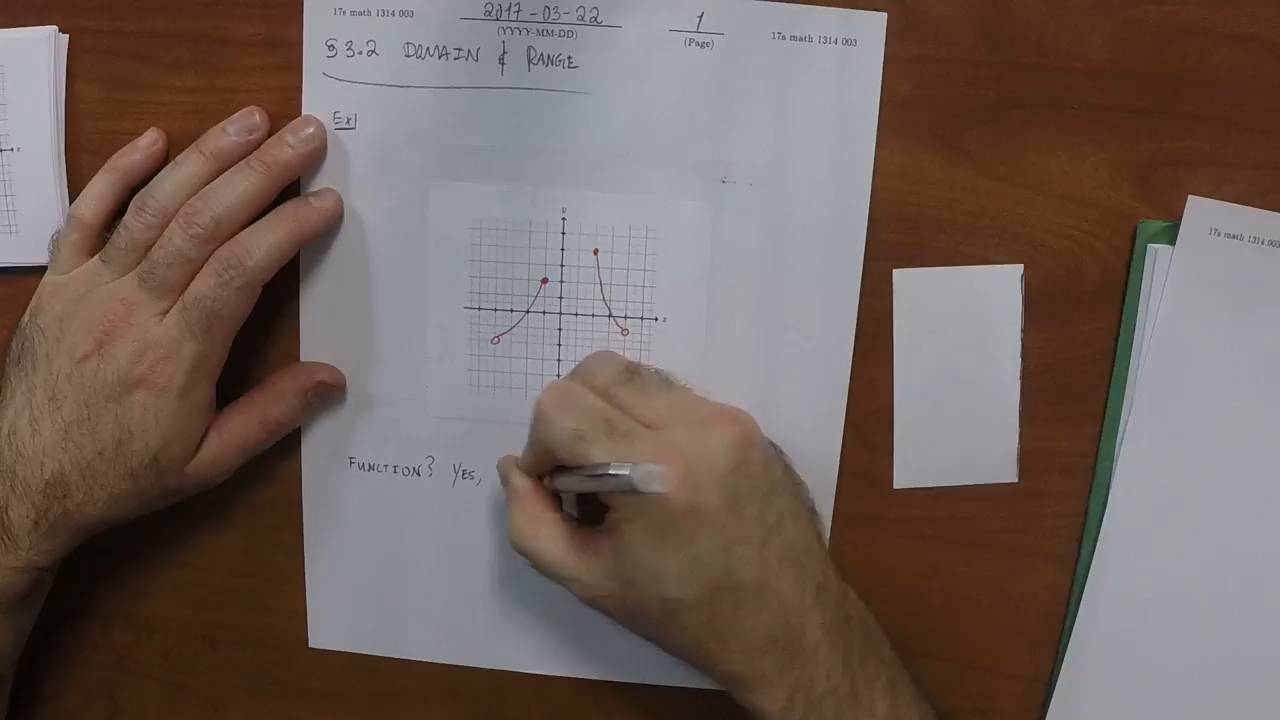 17s math 1314 003
2017-03-22
(YYYY-MM-DD)
1
(Page)
17s math 1314 003
§3.2 DOMAIN & RANGE
Ex
y
x
FUNCTION? YES,
x
17s math 1314 003